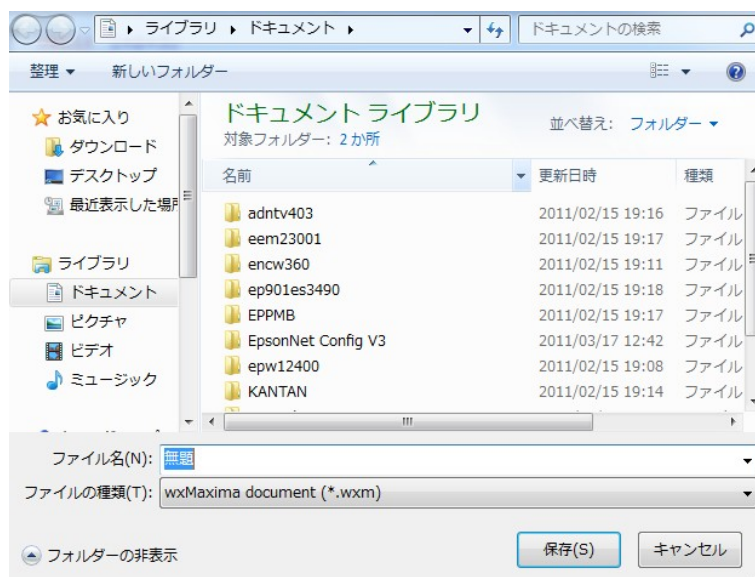 ライブラリ ドキュメント ドキュメントの検索
整理 新しいフォルダー
お気に入り
ダウンロード
デスクトップ
最近表示した場所
ライブラリ
ドキュメント
ピクチャ
ビデオ
ミュージック
ドキュメント ライブラリ
対象フォルダー: 2 か所
並べ替え: フォルダー
名前 更新日時 種類
adntv403 2011/02/15 19:16 ファイル
eem23001 2011/02/15 19:17 ファイル
encw360 2011/02/15 19:11 ファイル
ep901es3490 2011/02/15 19:18 ファイル
EPPMB 2011/02/15 19:17 ファイル
EpsonNet Config V3 2011/03/17 12:42 ファイル
epw12400 2011/02/15 19:08 ファイル
KANTAN 2011/02/15 19:14 ファイル
ファイル名(N): 無題
ファイルの種類(T): wxMaxima document (*.wxm)
フォルダーの非表示
保存(S) キャンセル